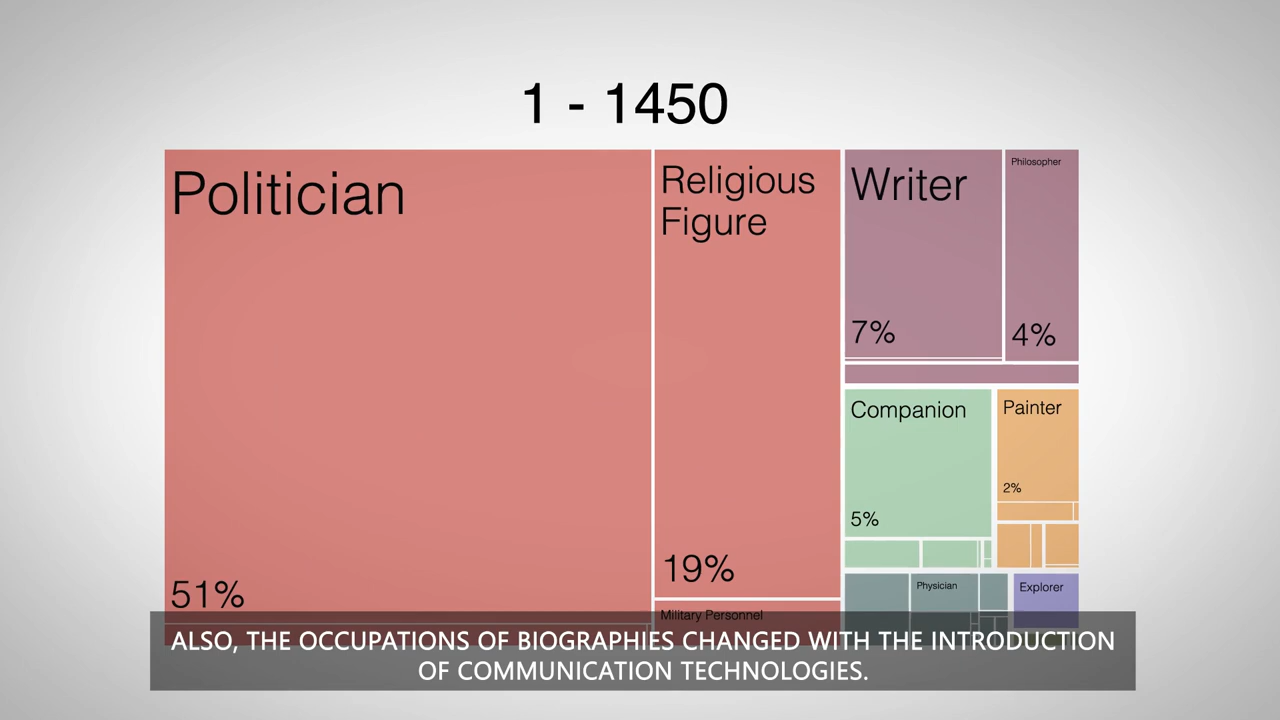 1 - 1450
Politician
51%
Religious
Figure
19%
Military Personnel
Writer
7%
Philosopher
4%
Companion
5%
Painter
2%
Physician
Explorer
ALSO, THE OCCUPATIONS OF BIOGRAPHIES CHANGED WITH THE INTRODUCTION
OF COMMUNICATION TECHNOLOGIES.